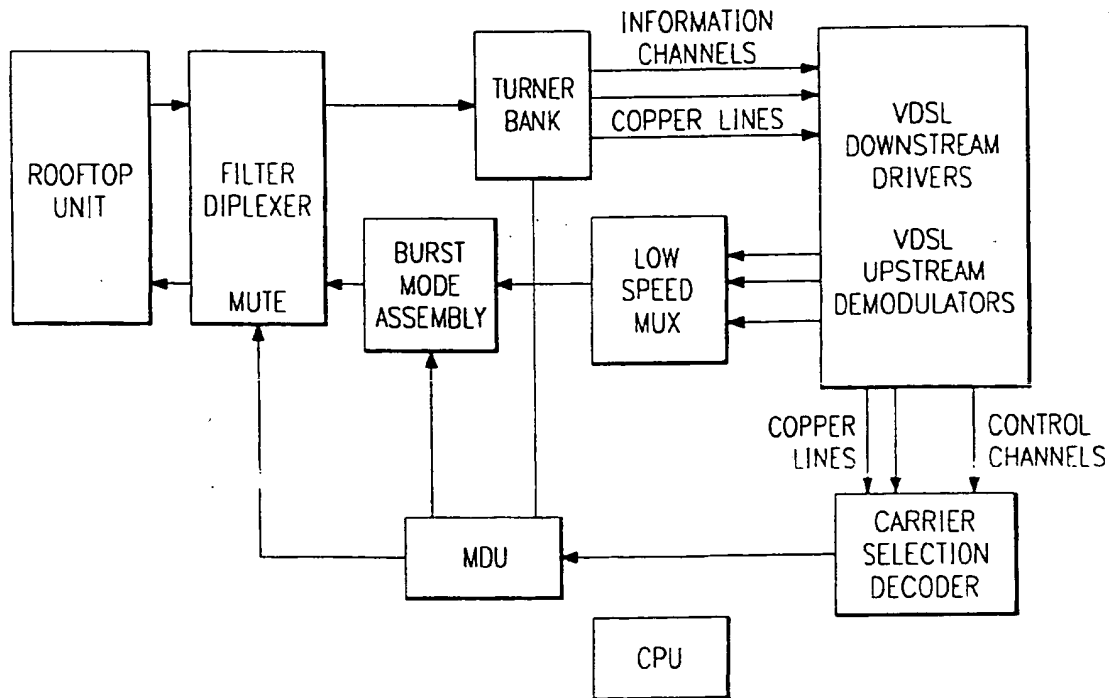 INFORMATION
CHANNELS
TURNER
BANK
COPPER LINES
ROOFTOP
UNIT
FILTER
DIPLEXER
MUTE
VDSL
DOWNSTREAM
DRIVERS
VDSL
UPSTREAM
DEMODULATORS
BURST
MODE
ASSEMBLY
LOW
SPEED
MUX
COPPER
LINES
CONTROL
CHANNELS
MDU
CARRIER
SELECTION
DECODER
CPU